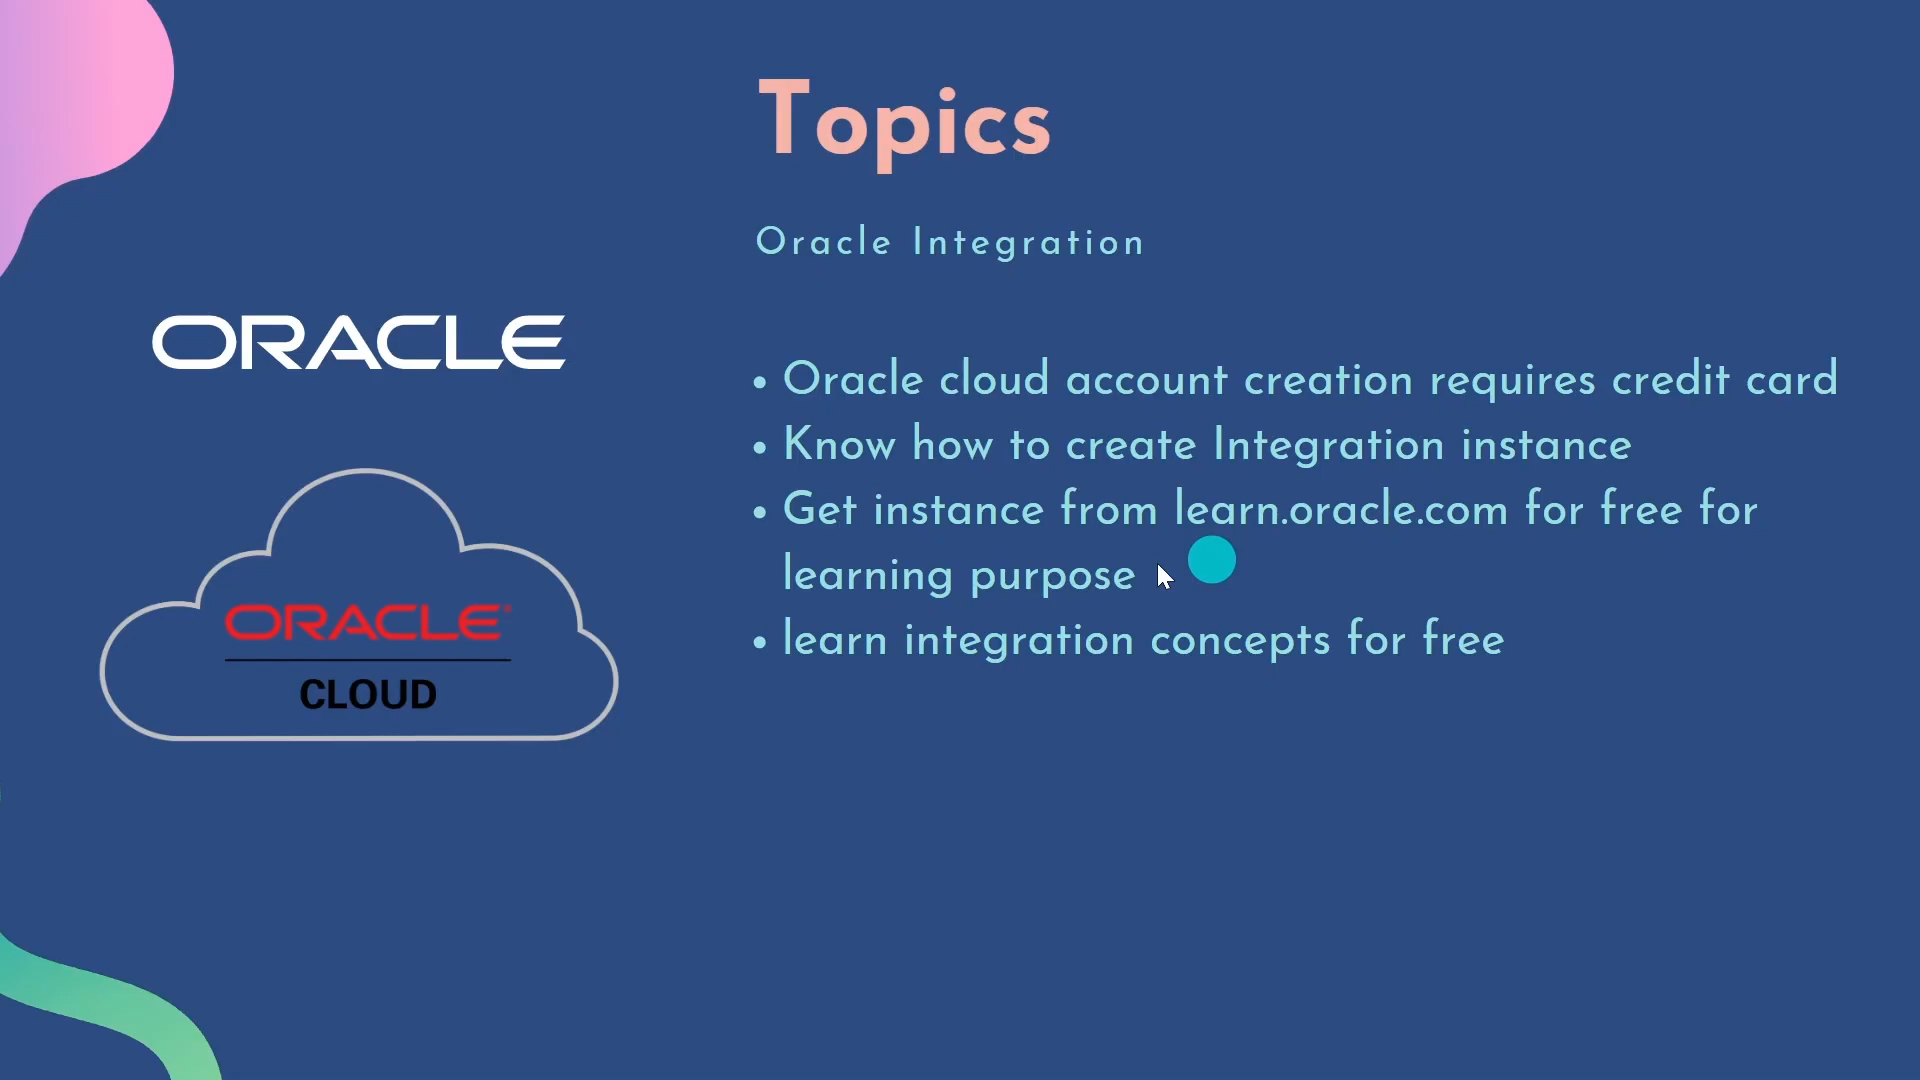 Topics
Oracle Integration
ORACLE
• Oracle cloud account creation requires credit card
• Know how to create Integration instance
• Get instance from learn.oracle.com for free for
learning purpose
• learn integration concepts for free
ORACLE
CLOUD